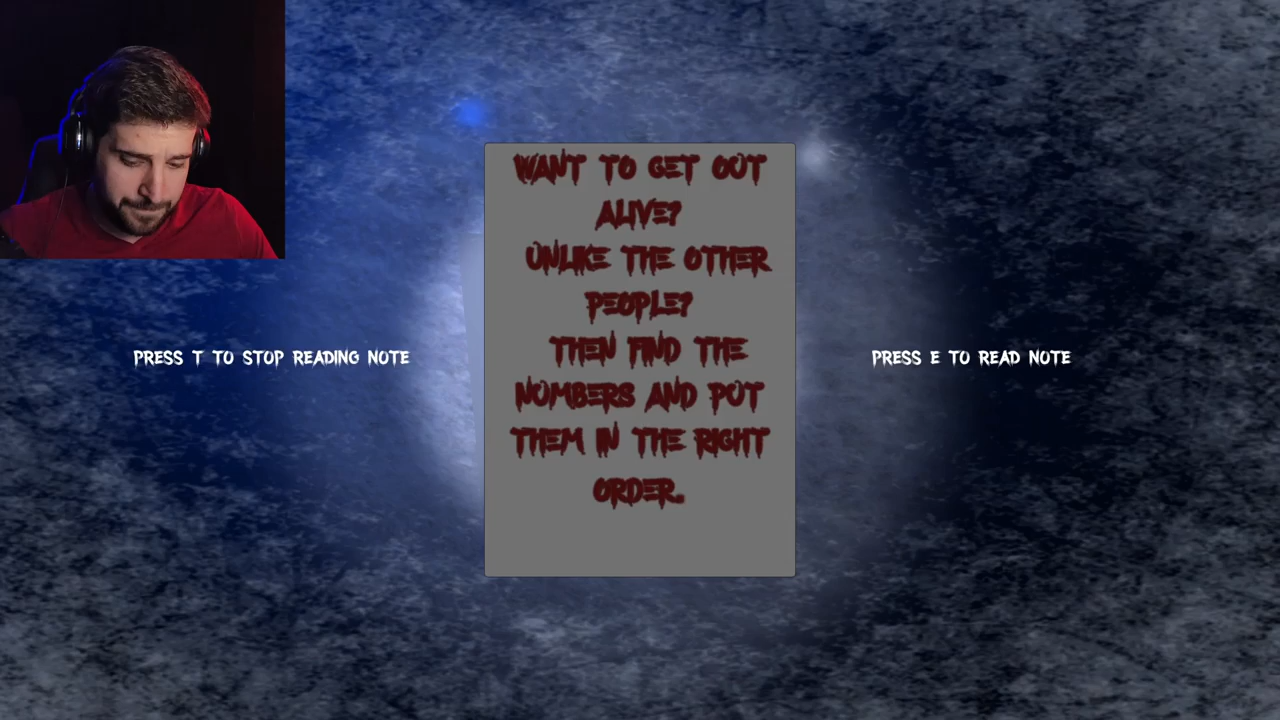 WANT TO GET OUT
ALIVE?
UNLIKE THE OTHER
PEOPLE?
THEN FIND THE
NUMBERS AND PUT
THEM IN THE RIGHT
ORDER.
PRESS T TO STOP READING NOTE
PRESS E TO READ NOTE